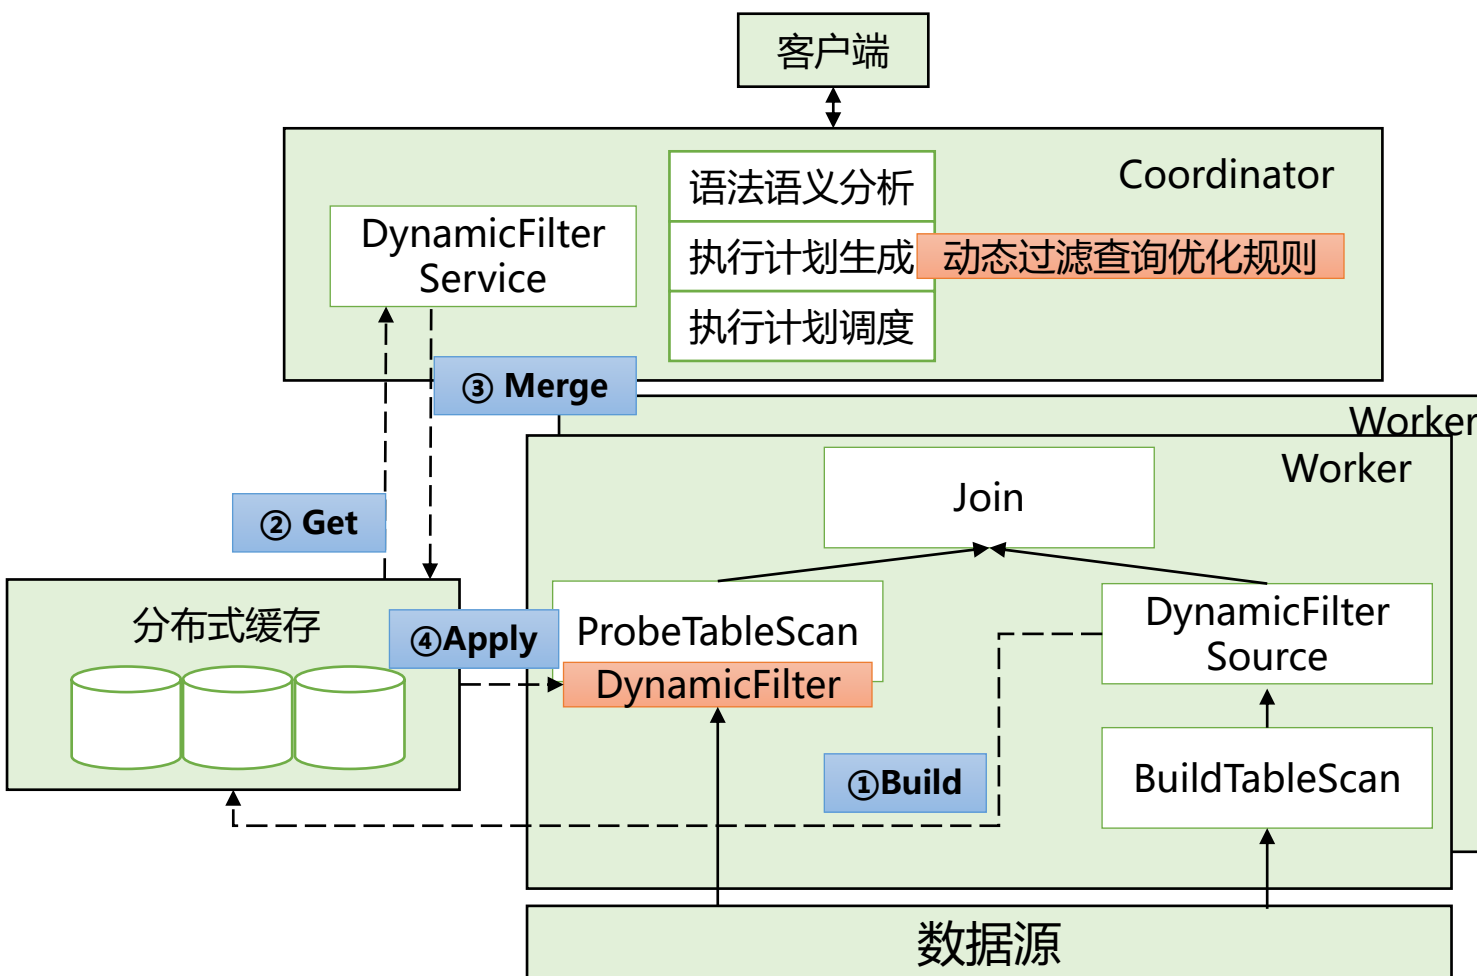 客户端
Coordinator
语法语义分析
DynamicFilter
Service
执行计划生成
动态过滤查询优化规则
执行计划调度
③ Merge
Worker
Worker
Join
② Get
分布式缓存
④Apply
ProbeTableScan
DynamicFilter
DynamicFilter
Source
①Build
BuildTableScan
数据源